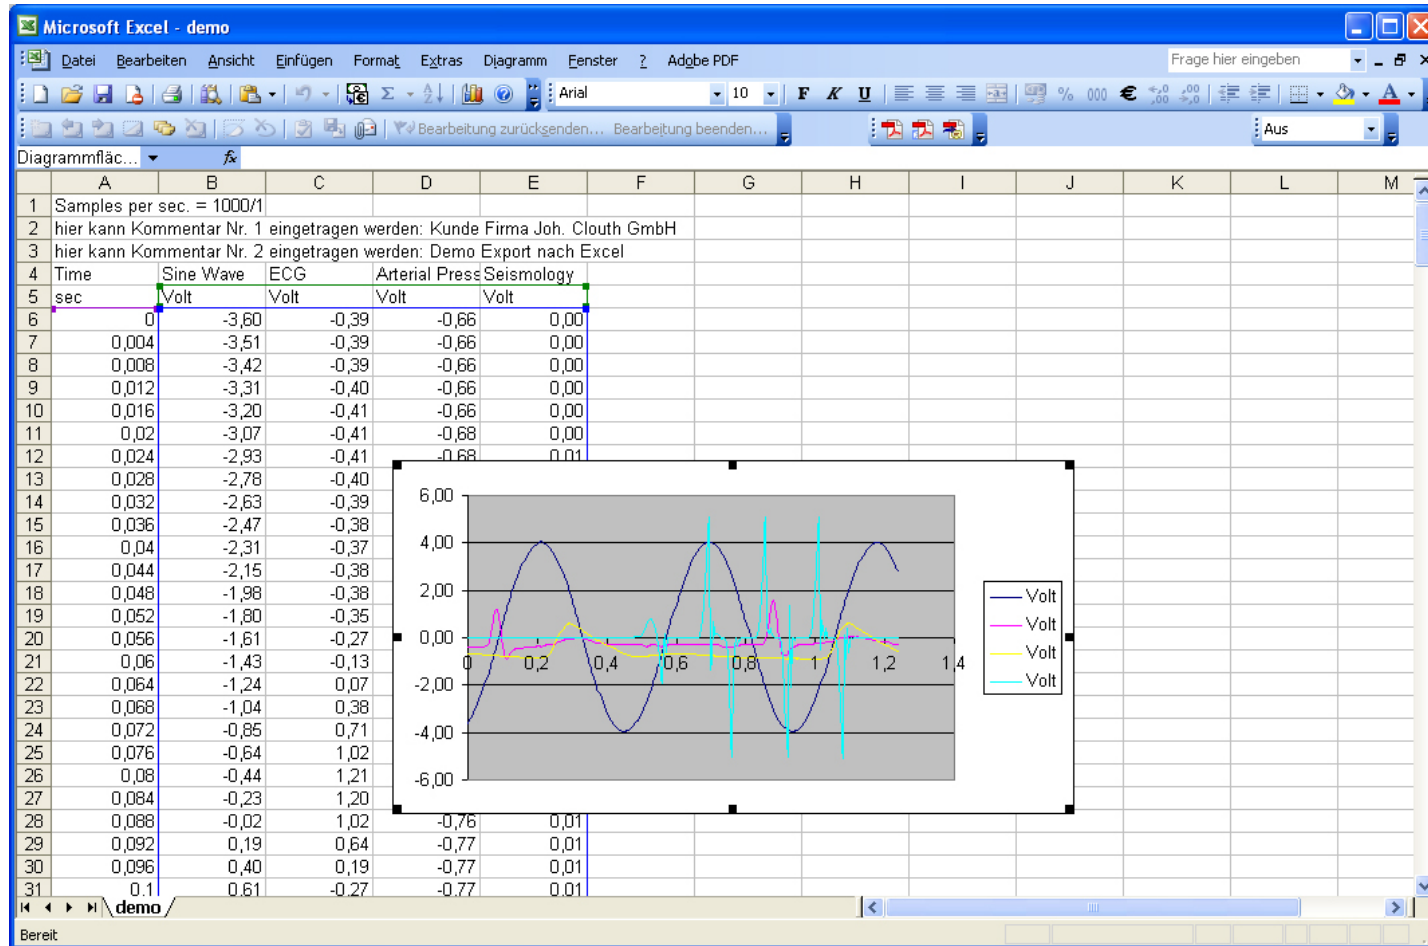 Microsoft Excel - demo
Datei Bearbeiten Ansicht Einfügen Format Extras Diagramm Fenster ? Adobe PDF Frage hier eingeben
Arial 10 F K U % 000 €
Bearbeitung zurücksenden... Bearbeitung beenden... Aus
Diagrammfläc... fx
A B C D E F G H I J K L M
1 Samples per sec. = 1000/1
2 hier kann Kommentar Nr. 1 eingetragen werden: Kunde Firma Joh. Clouth GmbH
3 hier kann Kommentar Nr. 2 eingetragen werden: Demo Export nach Excel
4 Time Sine Wave ECG Arterial Press Seismology
5 sec Volt Volt Volt Volt
6 0 -3,60 -0,39 -0,66 0,00
7 0,004 -3,51 -0,39 -0,66 0,00
8 0,008 -3,42 -0,39 -0,66 0,00
9 0,012 -3,31 -0,40 -0,66 0,00
10 0,016 -3,20 -0,41 -0,66 0,00
11 0,02 -3,07 -0,41 -0,68 0,00
12 0,024 -2,93 -0,41 -0,68 0,01
13 0,028 -2,78 -0,40
14 0,032 -2,63 -0,39
15 0,036 -2,47 -0,38
16 0,04 -2,31 -0,37
17 0,044 -2,15 -0,38
18 0,048 -1,98 -0,38
19 0,052 -1,80 -0,35
20 0,056 -1,61 -0,27
21 0,06 -1,43 -0,13
22 0,064 -1,24 0,07
23 0,068 -1,04 0,38
24 0,072 -0,85 0,71
25 0,076 -0,64 1,02
26 0,08 -0,44 1,21
27 0,084 -0,23 1,20
28 0,088 -0,02 1,02 -0,76 0,01
29 0,092 0,19 0,64 -0,77 0,01
30 0,096 0,40 0,19 -0,77 0,01
31 0,1 0,61 -0,27 -0,77 0,01
6,00
4,00
2,00
0,00
-2,00
-4,00
-6,00
0 0,2 0,4 0,6 0,8 1 1,2 1,4
Volt
Volt
Volt
Volt
demo
Bereit